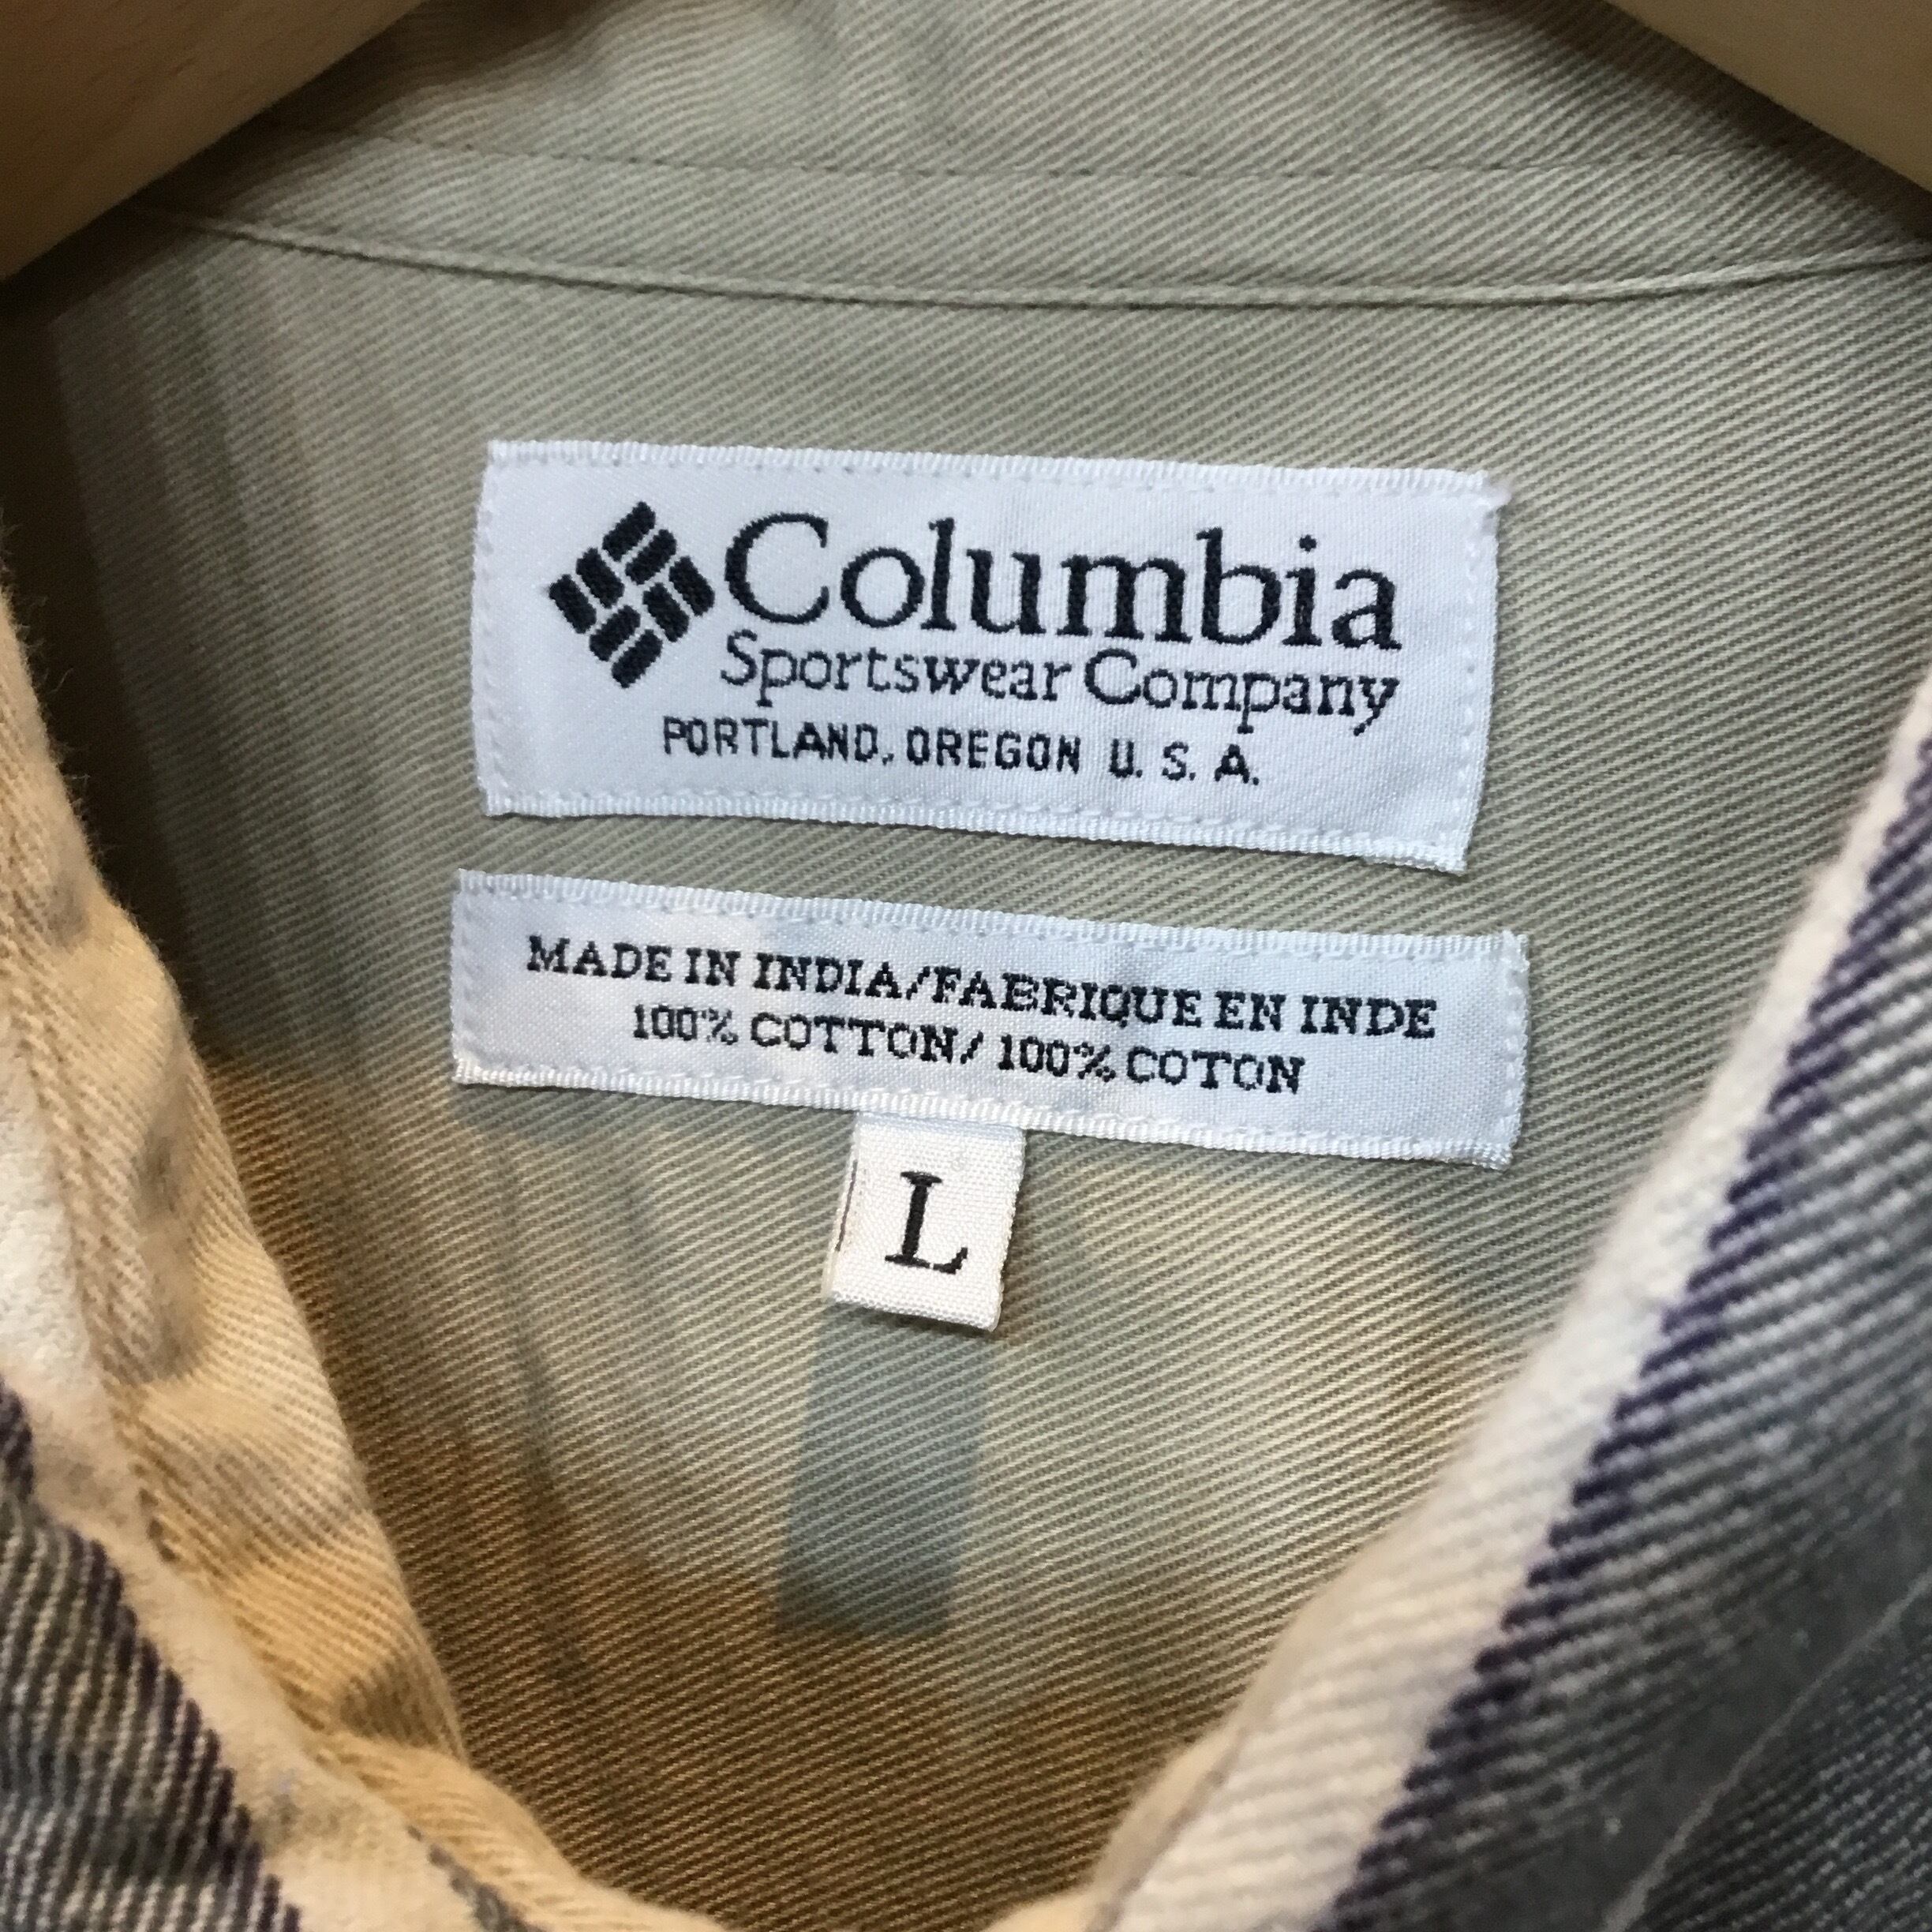 Columbia
Sportswear Company
PORTLAND, OREGON U. S. A.
MADE IN INDIA/FABRIQUE EN INDE
100% COTTON/ 100% COTON
L